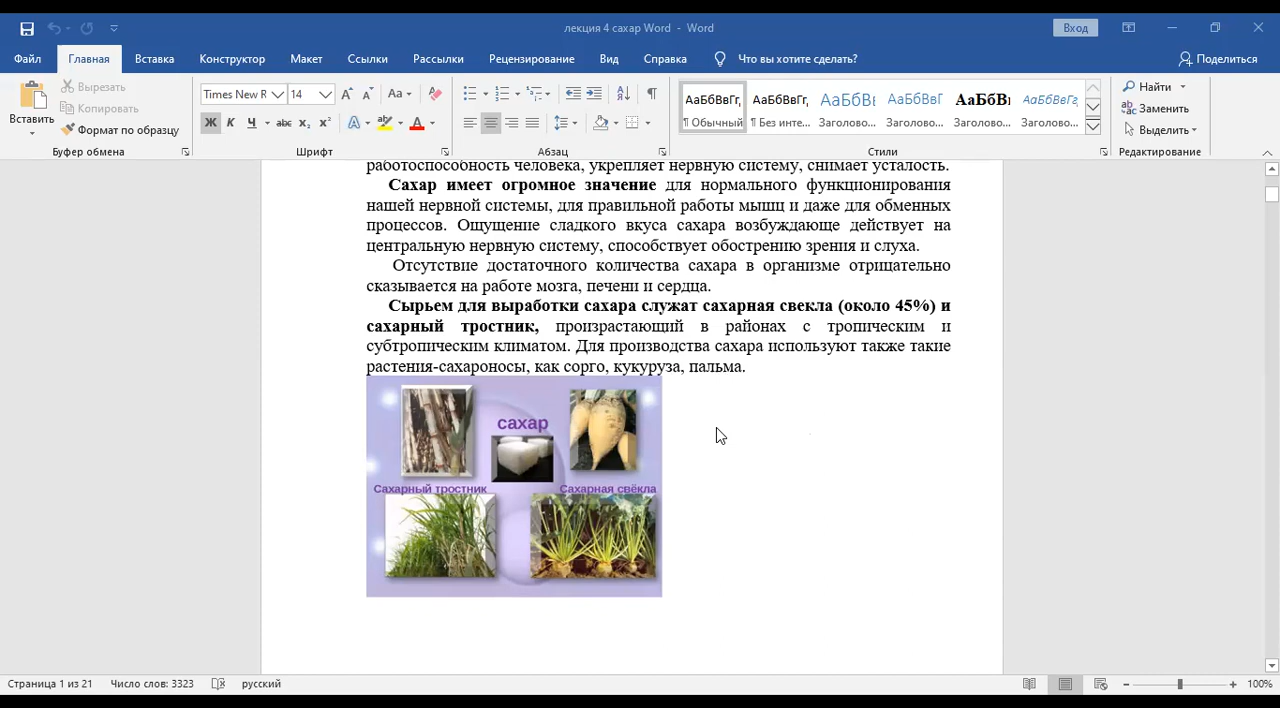 лекция 4 сахар Word - Word
Вход
Файл Главная Вставка Конструктор Макет Ссылки Рассылки Рецензирование Вид Справка Что вы хотите сделать? Поделиться
Вставить
Вырезать
Копировать
Формат по образцу
Буфер обмена
Times New R 14
Aa
Ж К Ч abc x₂ x²
А
Шрифт
Абзац
АаБбВвГг, АаБбВвГг, АаБбВı АаБбВвГ АаБбВı АаБбВвГг
¶ Обычный ¶ Без инте... Заголово... Заголово... Заголово... Заголово...
Стили
Найти
Заменить
Выделить
Редактирование
работоспособность человека, укрепляет нервную систему, снимает усталость.
Сахар имеет огромное значение для нормального функционирования
нашей нервной системы, для правильной работы мышц и даже для обменных
процессов. Ощущение сладкого вкуса сахара возбуждающе действует на
центральную нервную систему, способствует обострению зрения и слуха.
Отсутствие достаточного количества сахара в организме отрицательно
сказывается на работе мозга, печени и сердца.
Сырьем для выработки сахара служат сахарная свекла (около 45%) и
сахарный тростник, произрастающий в районах с тропическим и
субтропическим климатом. Для производства сахара используют также такие
растения-сахароносы, как сорго, кукуруза, пальма.
сахар
Сахарный тростник Сахарная свёкла
Страница 1 из 21 Число слов: 3323 русский
100%